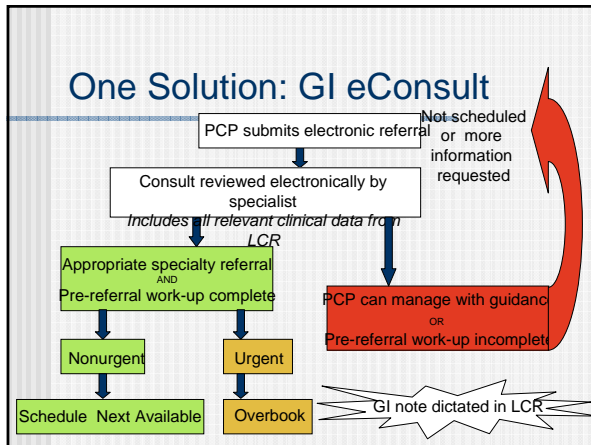 One Solution: GI eConsult
PCP submits electronic referral
Not scheduled
or more
information
requested
Consult reviewed electronically by
specialist
Includes all relevant clinical data from
LCR
Appropriate specialty referral
AND
Pre-referral work-up complete
PCP can manage with guidance
OR
Pre-referral work-up incomplete
Nonurgent
Urgent
Schedule Next Available
Overbook
GI note dictated in LCR